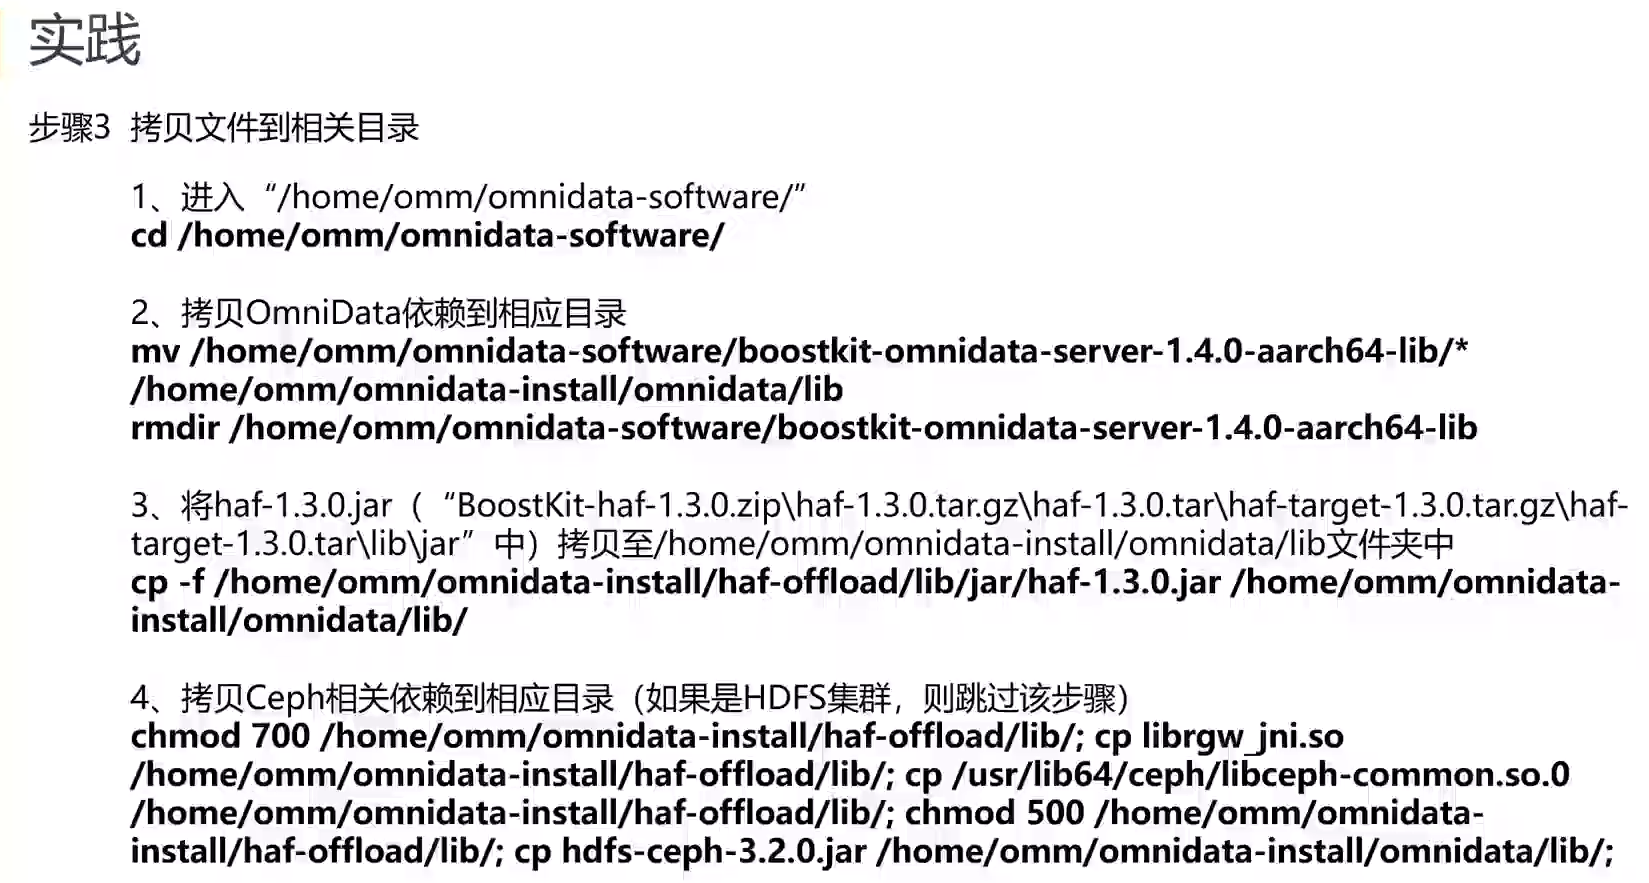 实践
步骤3 拷贝文件到相关目录
1、进入“/home/omm/omnidata-software/”
cd /home/omm/omnidata-software/
2、拷贝OmniData依赖到相应目录
mv /home/omm/omnidata-software/boostkit-omnidata-server-1.4.0-aarch64-lib/*
/home/omm/omnidata-install/omnidata/lib
rmdir /home/omm/omnidata-software/boostkit-omnidata-server-1.4.0-aarch64-lib
3、将haf-1.3.0.jar（“BoostKit-haf-1.3.0.zip\haf-1.3.0.tar.gz\haf-1.3.0.tar\haf-target-1.3.0.tar.gz\haf-
target-1.3.0.tar\lib\jar”中）拷贝至/home/omm/omnidata-install/omnidata/lib文件夹中
cp -f /home/omm/omnidata-install/haf-offload/lib/jar/haf-1.3.0.jar /home/omm/omnidata-
install/omnidata/lib/
4、拷贝Ceph相关依赖到相应目录（如果是HDFS集群，则跳过该步骤）
chmod 700 /home/omm/omnidata-install/haf-offload/lib/; cp librgw_jni.so
/home/omm/omnidata-install/haf-offload/lib/; cp /usr/lib64/ceph/libceph-common.so.0
/home/omm/omnidata-install/haf-offload/lib/; chmod 500 /home/omm/omnidata-
install/haf-offload/lib/; cp hdfs-ceph-3.2.0.jar /home/omm/omnidata-install/omnidata/lib/;